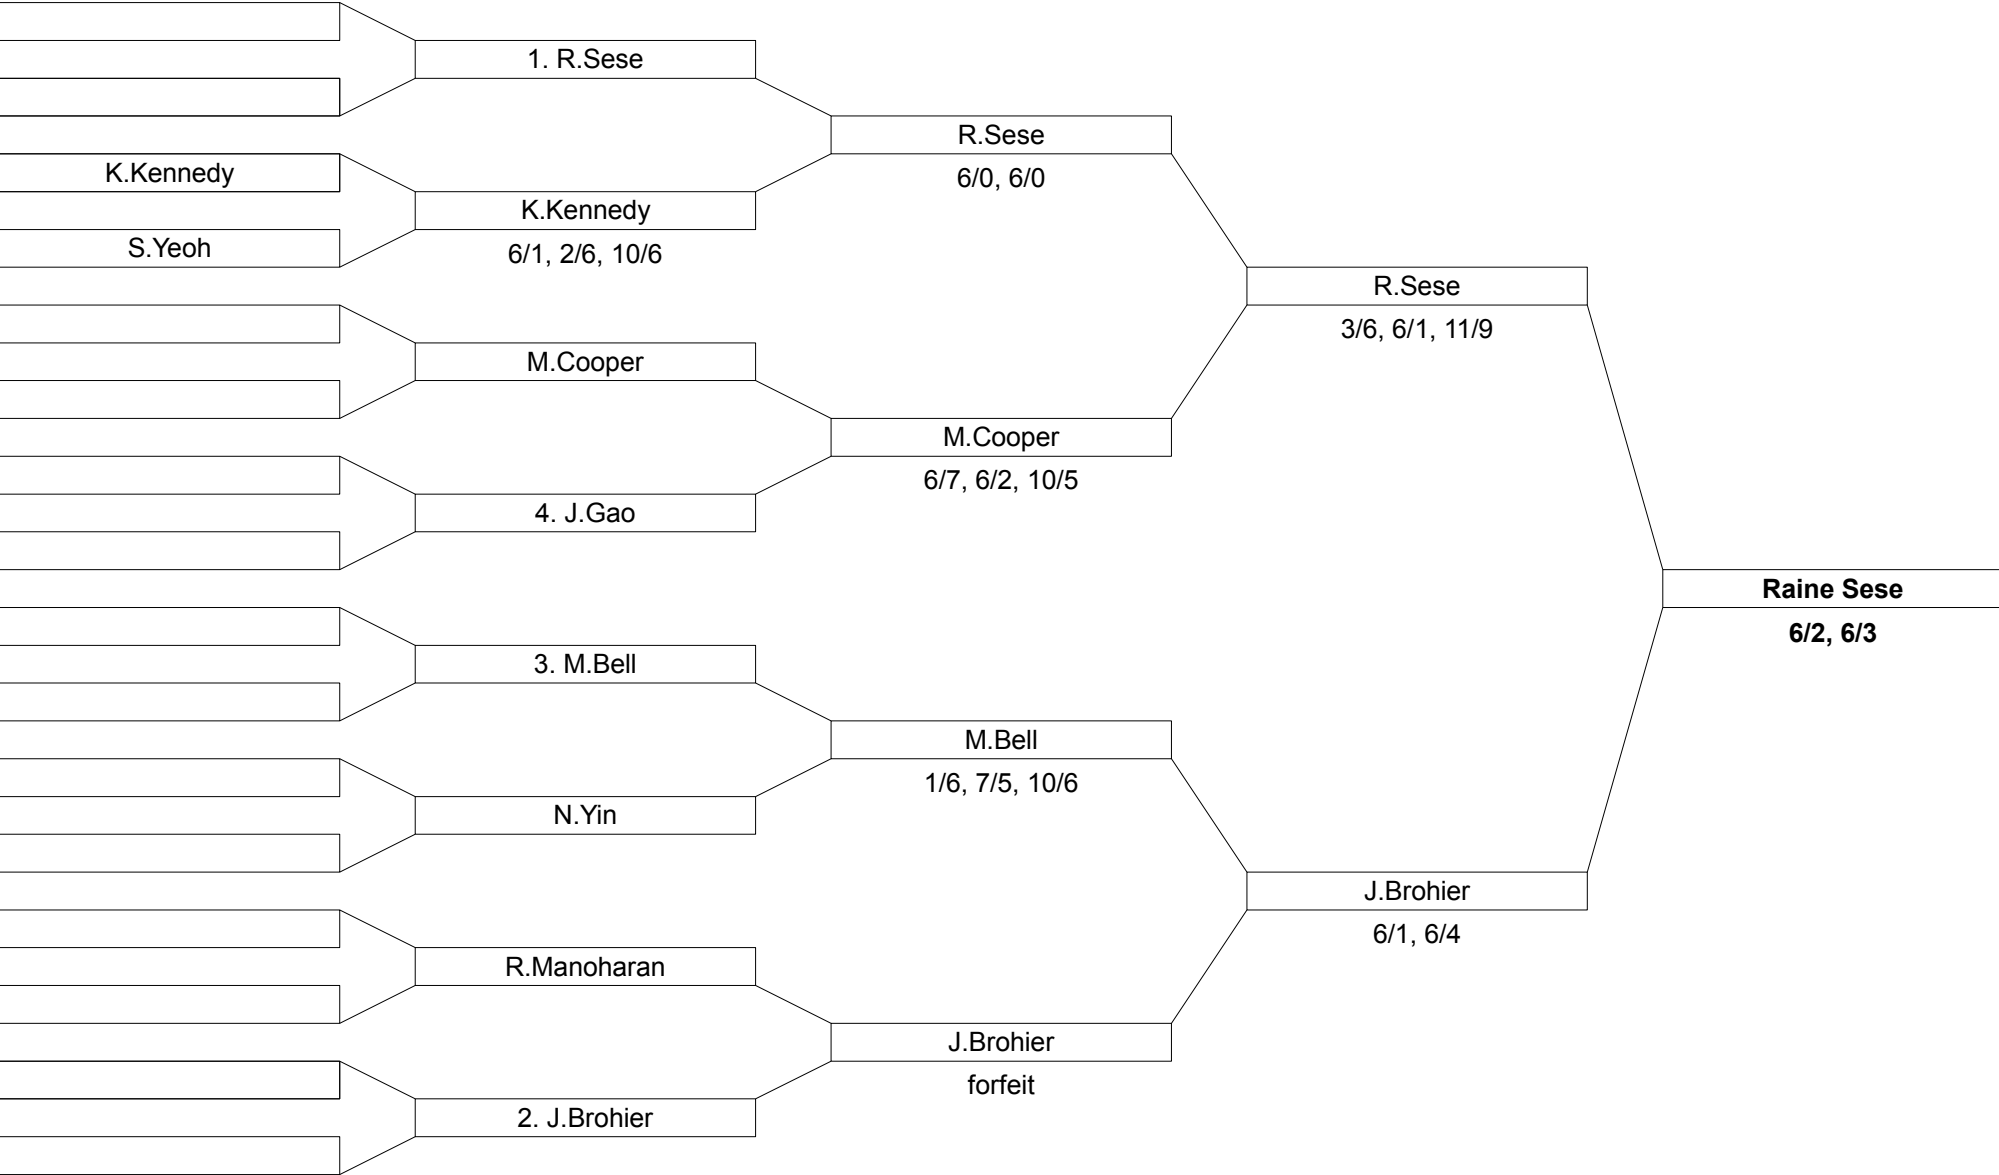 K.Kennedy
S.Yeoh
1. R.Sese
K.Kennedy
6/1, 2/6, 10/6
M.Cooper
4. J.Gao
3. M.Bell
N.Yin
R.Manoharan
2. J.Brohier
R.Sese
6/0, 6/0
M.Cooper
6/7, 6/2, 10/5
M.Bell
1/6, 7/5, 10/6
J.Brohier
forfeit
R.Sese
3/6, 6/1, 11/9
J.Brohier
6/1, 6/4
Raine Sese
6/2, 6/3